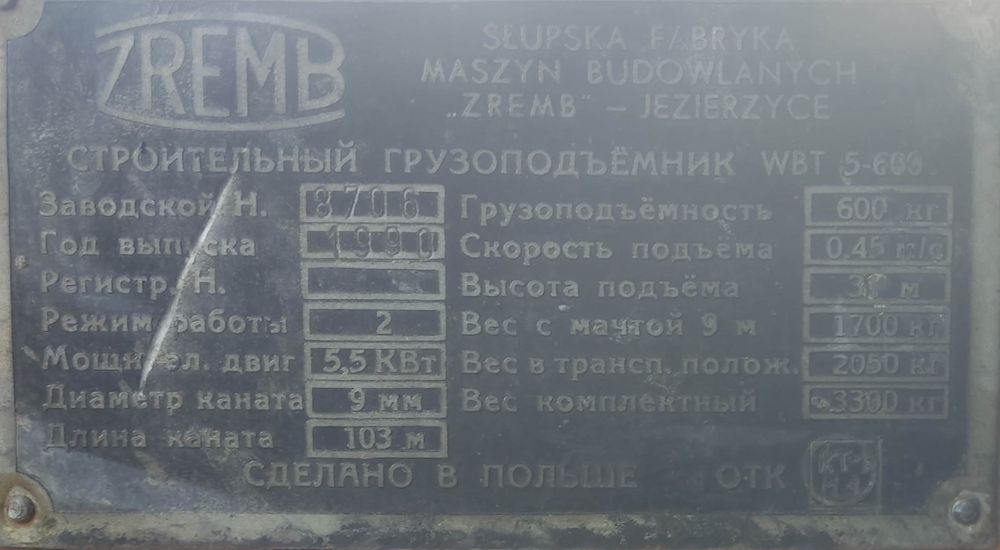 ZREMB
SŁUPSKA FABRYKA
MASZYN BUDOWLANYCH
„ZREMB" – JEZIERZYCE
СТРОИТЕЛЬНЫЙ ГРУЗОПОДЪЁМНИК WBT 5-600
Заводской Н. 8706 Грузоподъёмность 600 кг
Год выпуска 1990 Скорость подъёма 0.45 м/с
Регистр. Н. Высота подъёма м
Режим работы 2 Вес с мачтой 9 м 1700 кг
Мощн. эл. двиг 5,5 КВт Вес в трансп. полож. 2050 кг
Диаметр каната 9 мм Вес комплектный 3300 кг
Длина каната 103 м
СДЕЛАНО В ПОЛЬШЕ ОТК